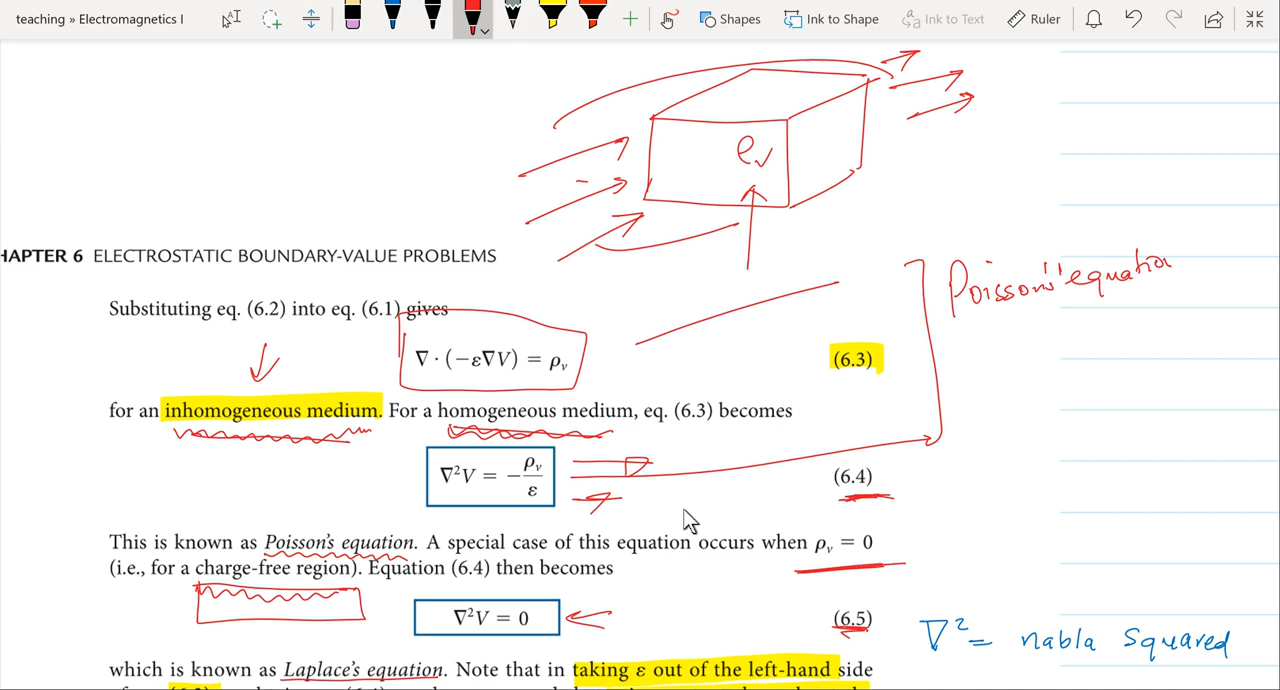 teaching » Electromagnetics I
Shapes
Ink to Shape
Ink to Text
Ruler
ρv
HAPTER 6 ELECTROSTATIC BOUNDARY-VALUE PROBLEMS
Poisson's equation
Substituting eq. (6.2) into eq. (6.1) gives
∇ · (−ε∇V) = ρᵥ (6.3)
for an inhomogeneous medium. For a homogeneous medium, eq. (6.3) becomes
∇²V = −ρᵥ/ε (6.4)
This is known as Poisson's equation. A special case of this equation occurs when ρᵥ = 0
(i.e., for a charge-free region). Equation (6.4) then becomes
∇²V = 0 (6.5)
∇² = nabla squared
which is known as Laplace's equation. Note that in taking ε out of the left-hand side